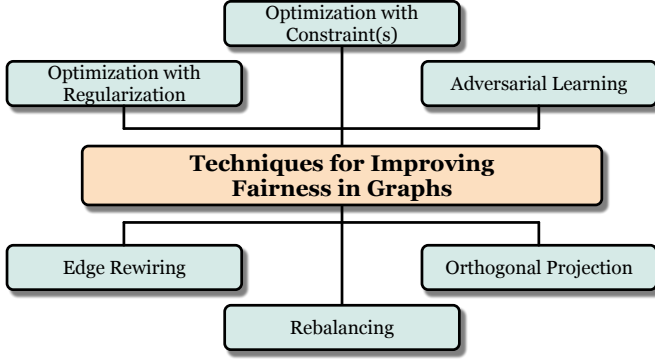 Optimization with
Constraint(s)
Optimization with
Regularization
Adversarial Learning
Techniques for Improving
Fairness in Graphs
Edge Rewiring
Orthogonal Projection
Rebalancing